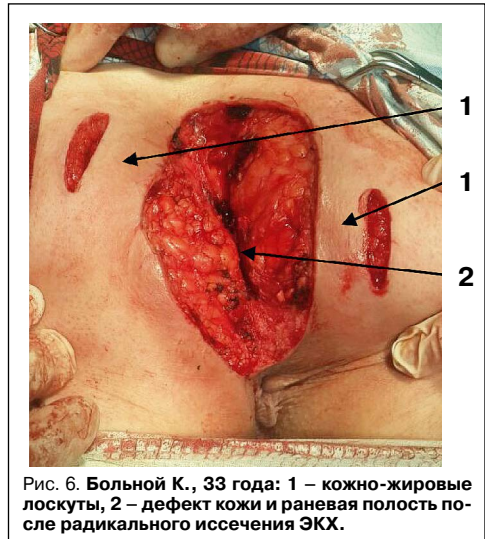 1
1
2
Рис. 6. Больной К., 33 года: 1 – кожно-жировые
лоскуты, 2 – дефект кожи и раневая полость по-
сле радикального иссечения ЭКХ.